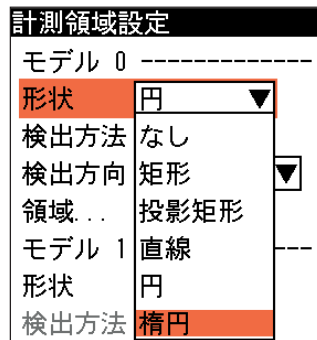 計測領域設定
モデル 0 ------------
形状 円 ▼
検出方法 なし
検出方向 矩形 ▼
領域... 投影矩形
モデル 1 直線 ---
形状 円
検出方法 楕円